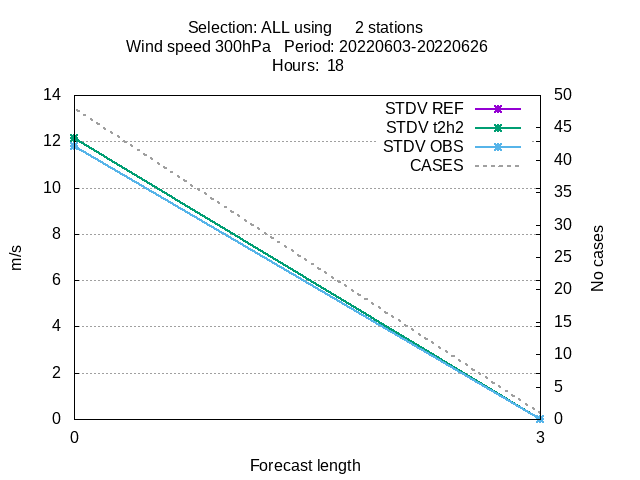 Selection: ALL using 2 stations
Wind speed 300hPa Period: 20220603-20220626
Hours: 18
14
12
10
8
6
4
2
0
m/s
STDV REF
STDV t2h2
STDV OBS
CASES
50
45
40
35
30
25
20
15
10
5
0
No cases
0
3
Forecast length